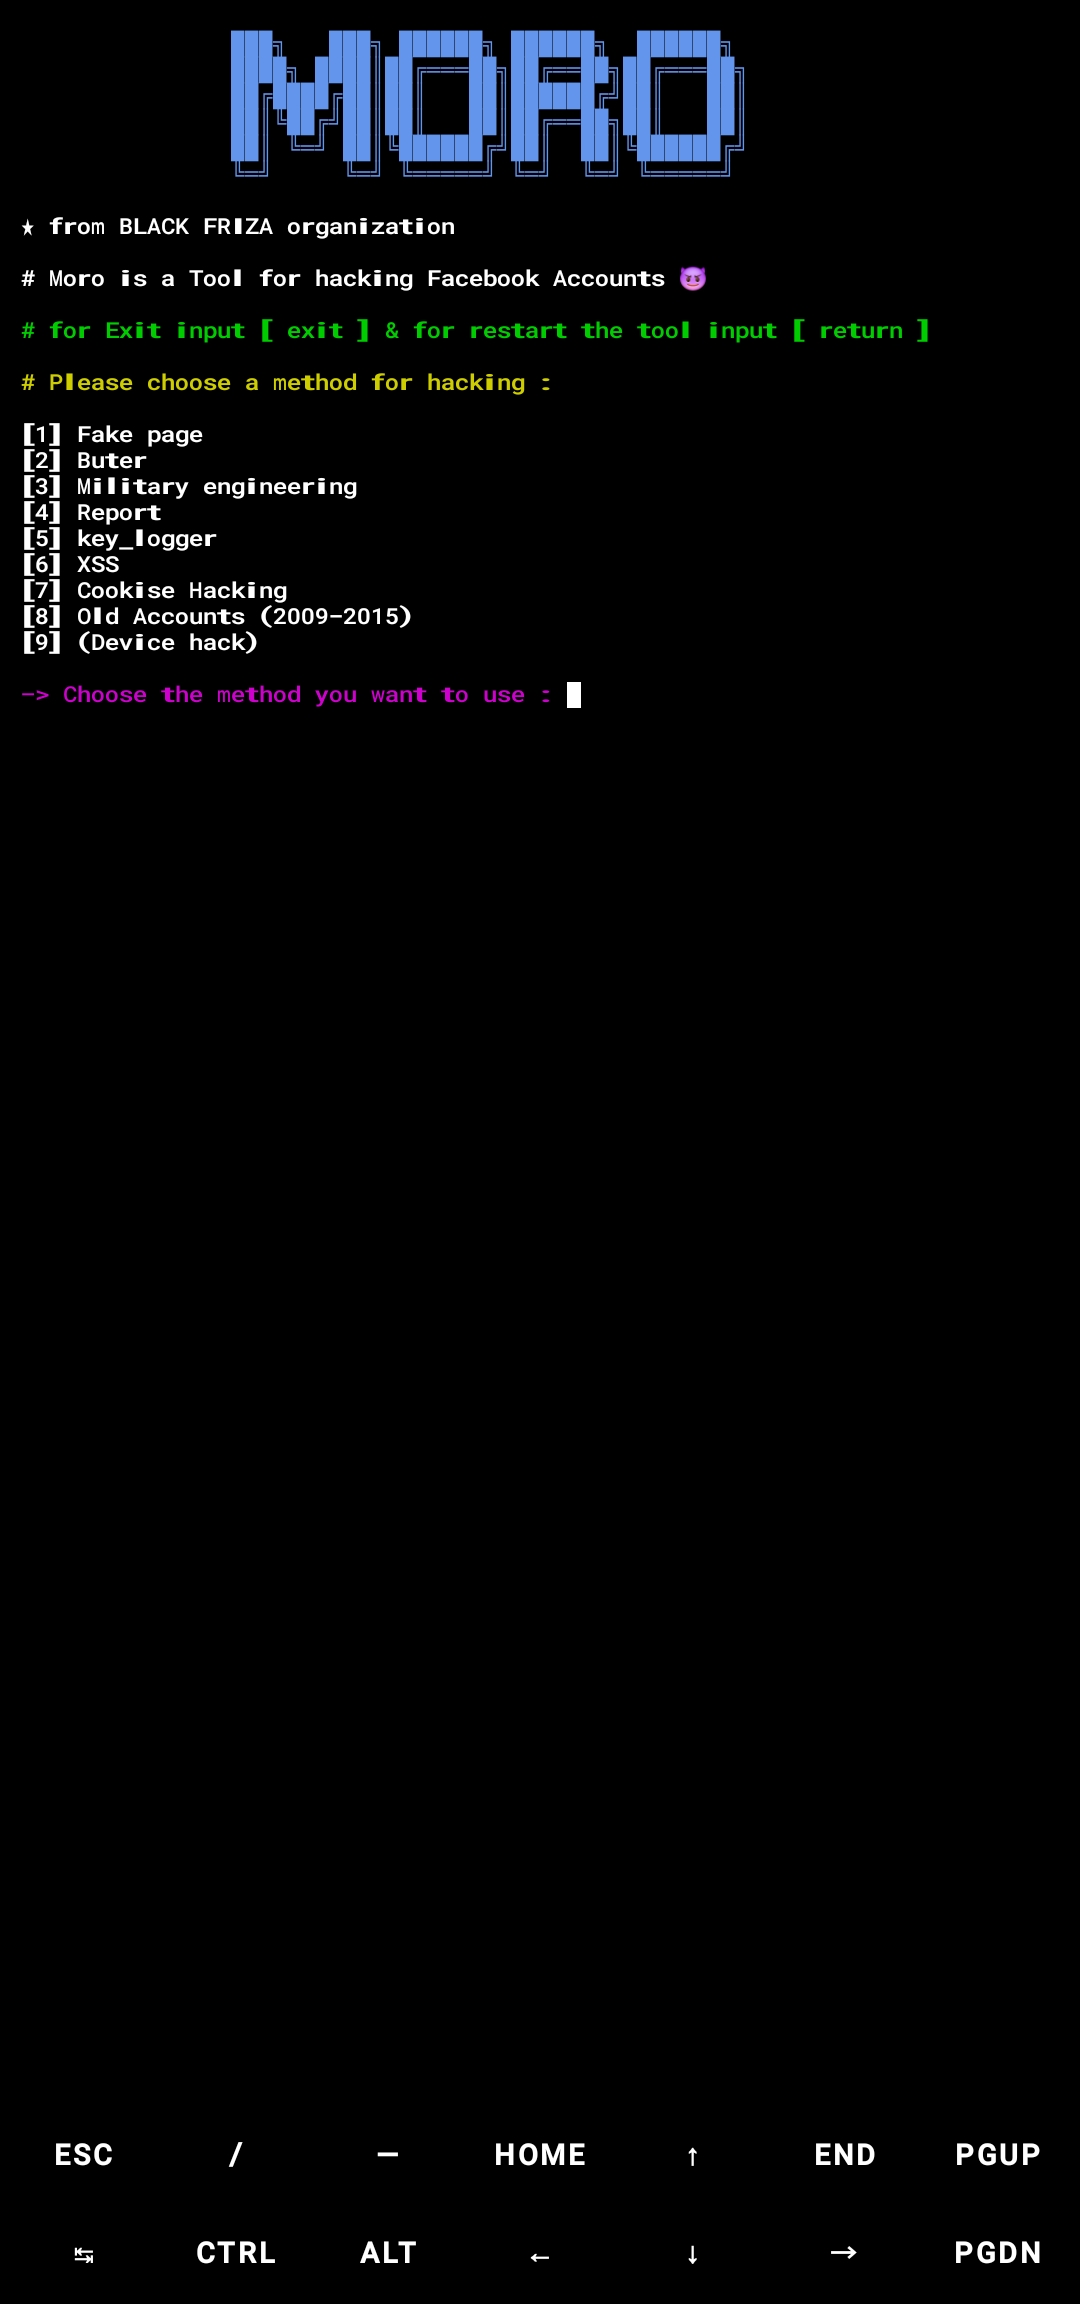 MORO
★ from BLACK FRIZA organization
# Moro is a Tool for hacking Facebook Accounts 😈
# for Exit input [ exit ] & for restart the tool input [ return ]
# Please choose a method for hacking :
[1] Fake page
[2] Buter
[3] Military engineering
[4] Report
[5] key_logger
[6] XSS
[7] Cookise Hacking
[8] Old Accounts (2009-2015)
[9] (Device hack)
-> Choose the method you want to use :
ESC / — HOME ↑ END PGUP
↹ CTRL ALT ← ↓ → PGDN